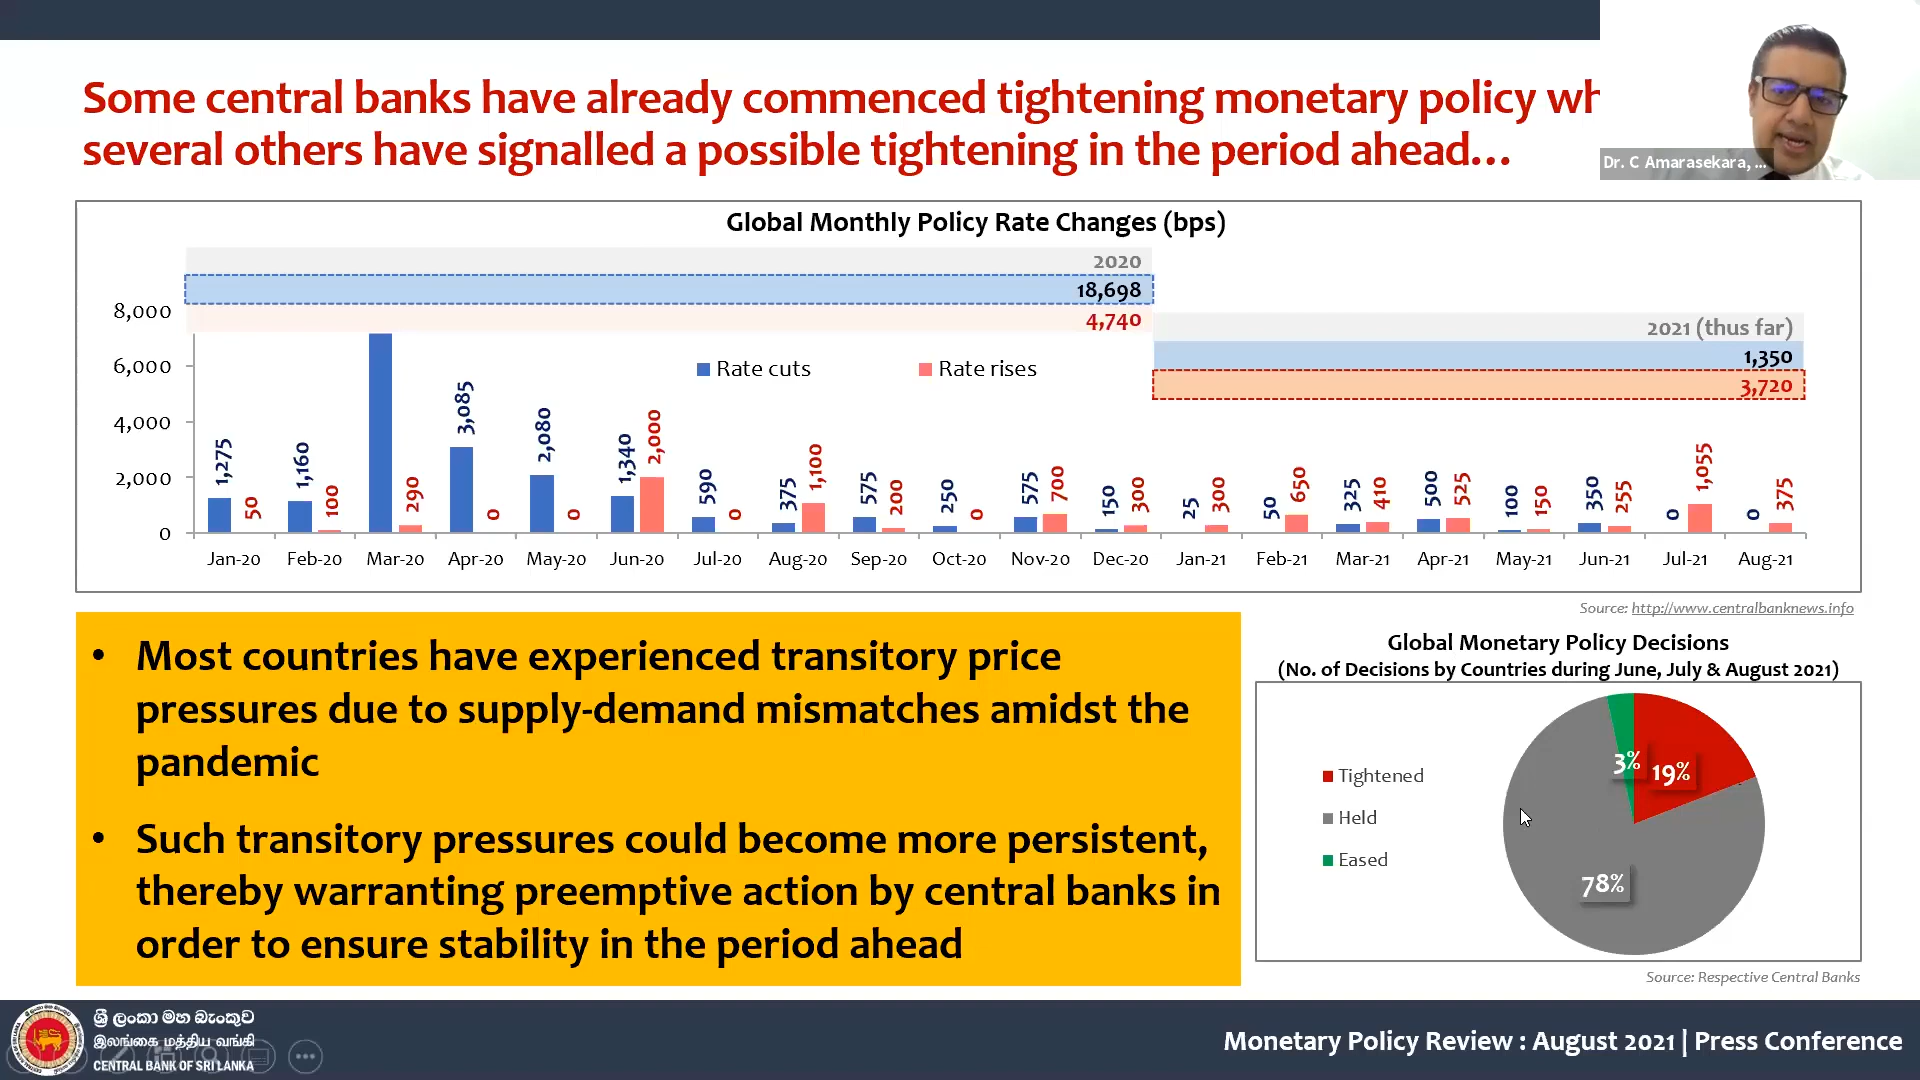 Some central banks have already commenced tightening monetary policy wh
several others have signalled a possible tightening in the period ahead...
Dr. C Amarasekara, ...
Global Monthly Policy Rate Changes (bps)
2020
18,698
4,740
2021 (thus far)
1,350
3,720
Rate cuts
Rate rises
8,000
6,000
4,000
2,000
0
1,275
50
1,160
100
290
3,085
0
2,080
0
1,340
2,000
590
0
375
1,100
575
200
250
0
575
700
150
300
25
300
50
650
325
410
500
525
100
150
350
255
0
1,055
0
375
Jan-20 Feb-20 Mar-20 Apr-20 May-20 Jun-20 Jul-20 Aug-20 Sep-20 Oct-20 Nov-20 Dec-20 Jan-21 Feb-21 Mar-21 Apr-21 May-21 Jun-21 Jul-21 Aug-21
Source: http://www.centralbanknews.info
• Most countries have experienced transitory price
pressures due to supply-demand mismatches amidst the
pandemic
• Such transitory pressures could become more persistent,
thereby warranting preemptive action by central banks in
order to ensure stability in the period ahead
Global Monetary Policy Decisions
(No. of Decisions by Countries during June, July & August 2021)
Tightened
Held
Eased
3%
19%
78%
Source: Respective Central Banks
ශ්‍රී ලංකා මහ බැංකුව
இலங்கை மத்திய வங்கி
CENTRAL BANK OF SRI LANKA
Monetary Policy Review : August 2021 | Press Conference